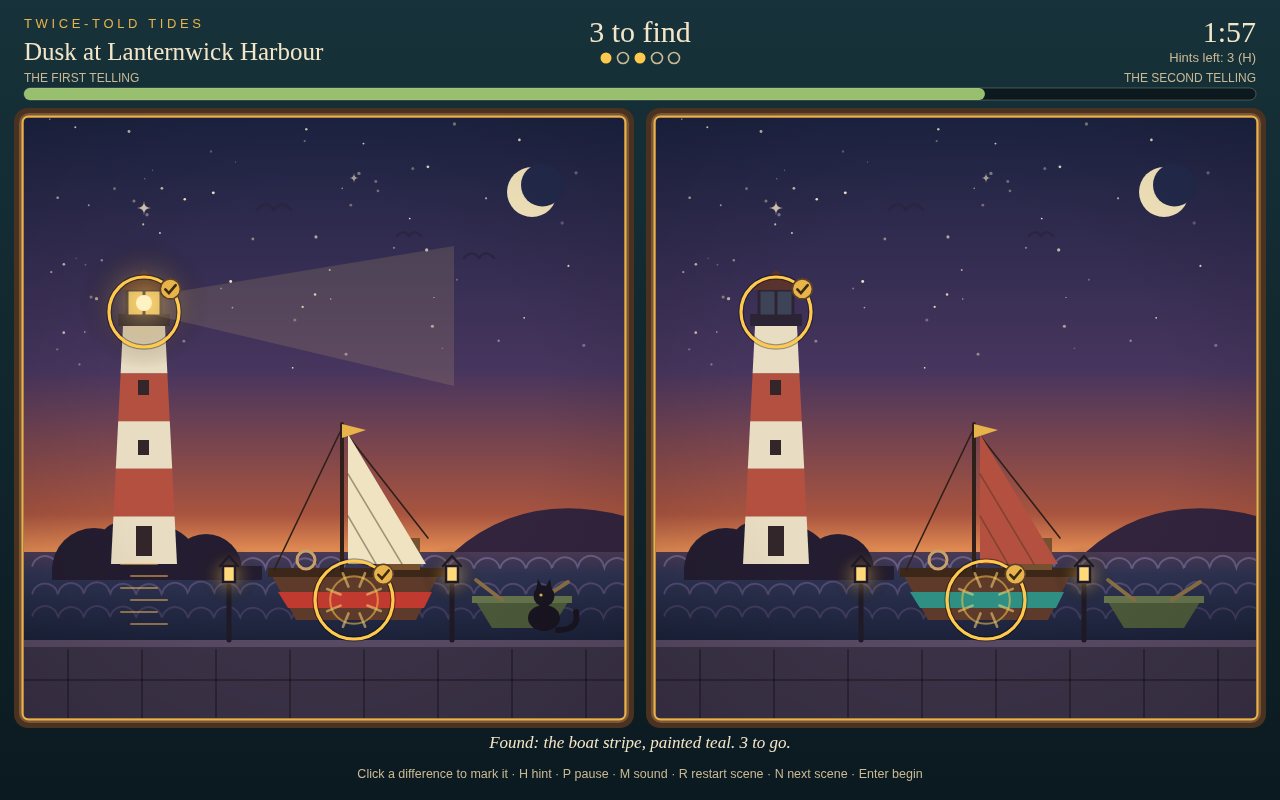 TWICE-TOLD TIDES
Dusk at Lanternwick Harbour
THE FIRST TELLING
3 to find
1:57
Hints left: 3 (H)
THE SECOND TELLING
Found: the boat stripe, painted teal. 3 to go.
Click a difference to mark it · H hint · P pause · M sound · R restart scene · N next scene · Enter begin